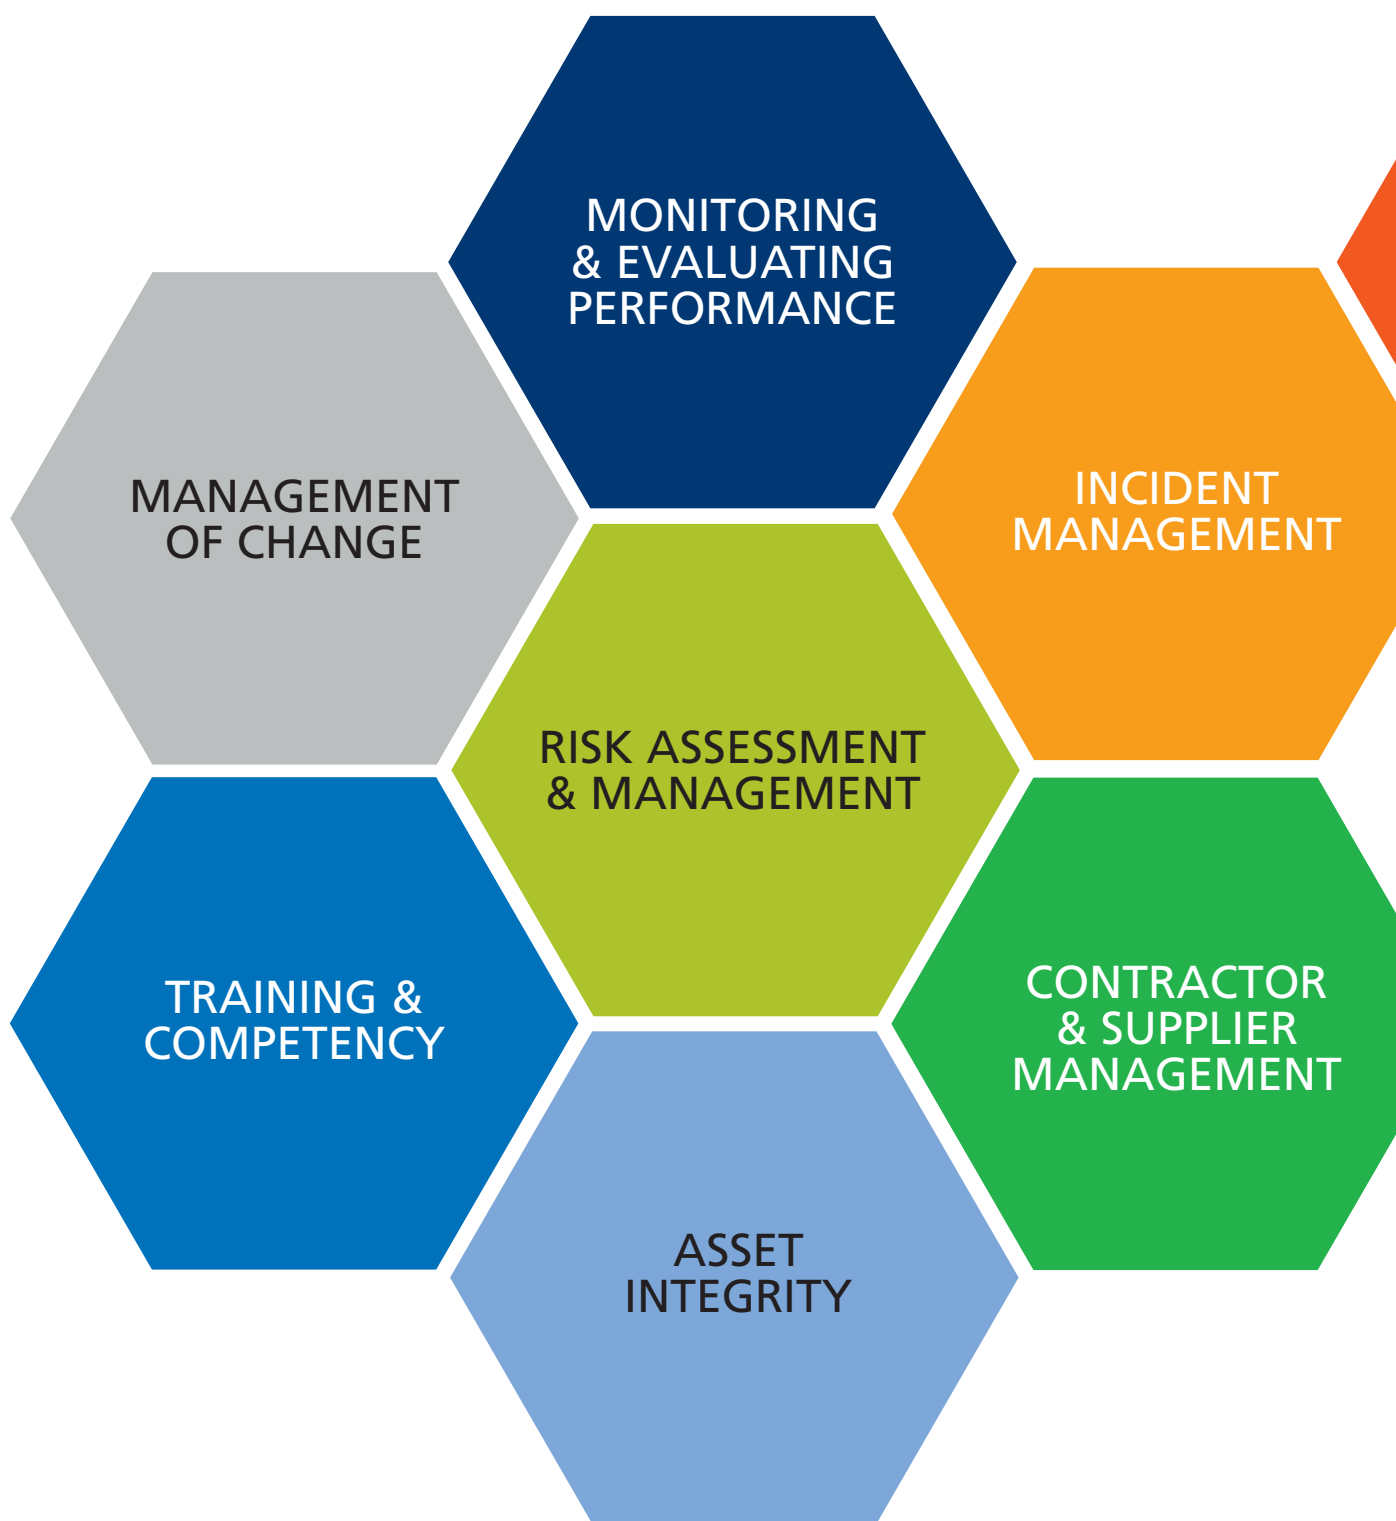 MONITORING
& EVALUATING
PERFORMANCE
MANAGEMENT
OF CHANGE
INCIDENT
MANAGEMENT
RISK ASSESSMENT
& MANAGEMENT
TRAINING &
COMPETENCY
CONTRACTOR
& SUPPLIER
MANAGEMENT
ASSET
INTEGRITY